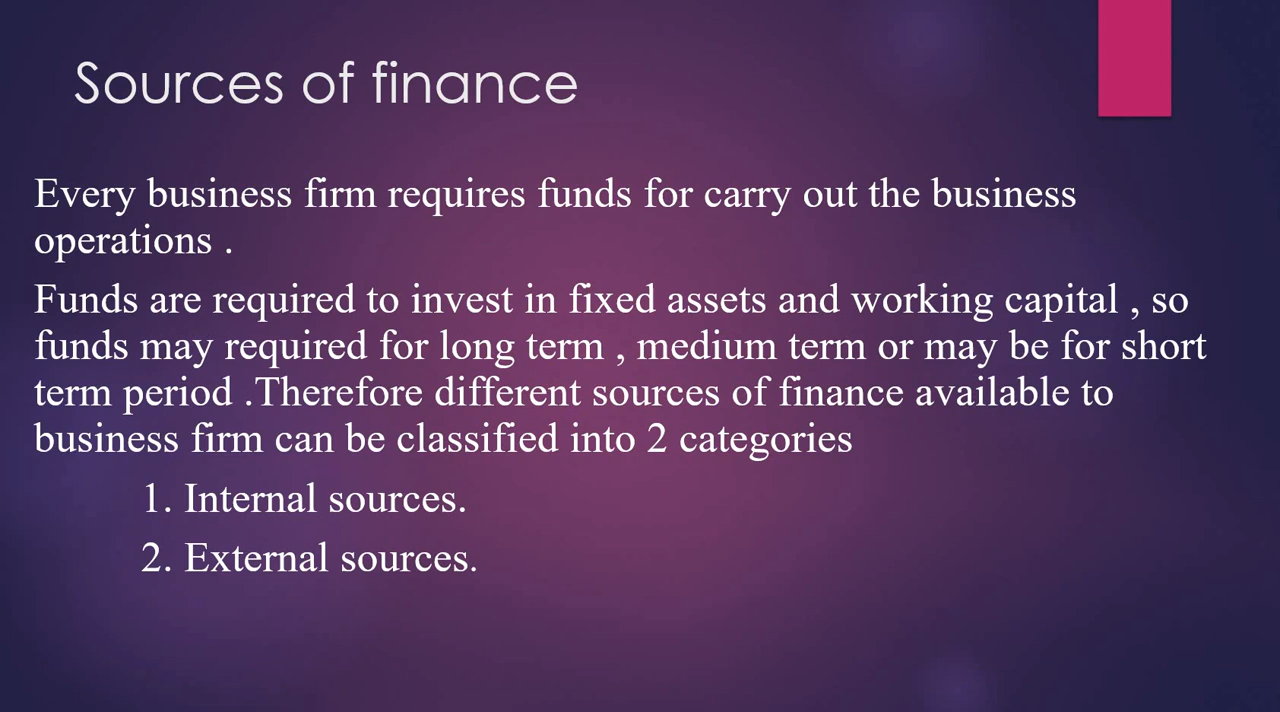 Sources of finance
Every business firm requires funds for carry out the business
operations .
Funds are required to invest in fixed assets and working capital , so
funds may required for long term , medium term or may be for short
term period .Therefore different sources of finance available to
business firm can be classified into 2 categories
1. Internal sources.
2. External sources.